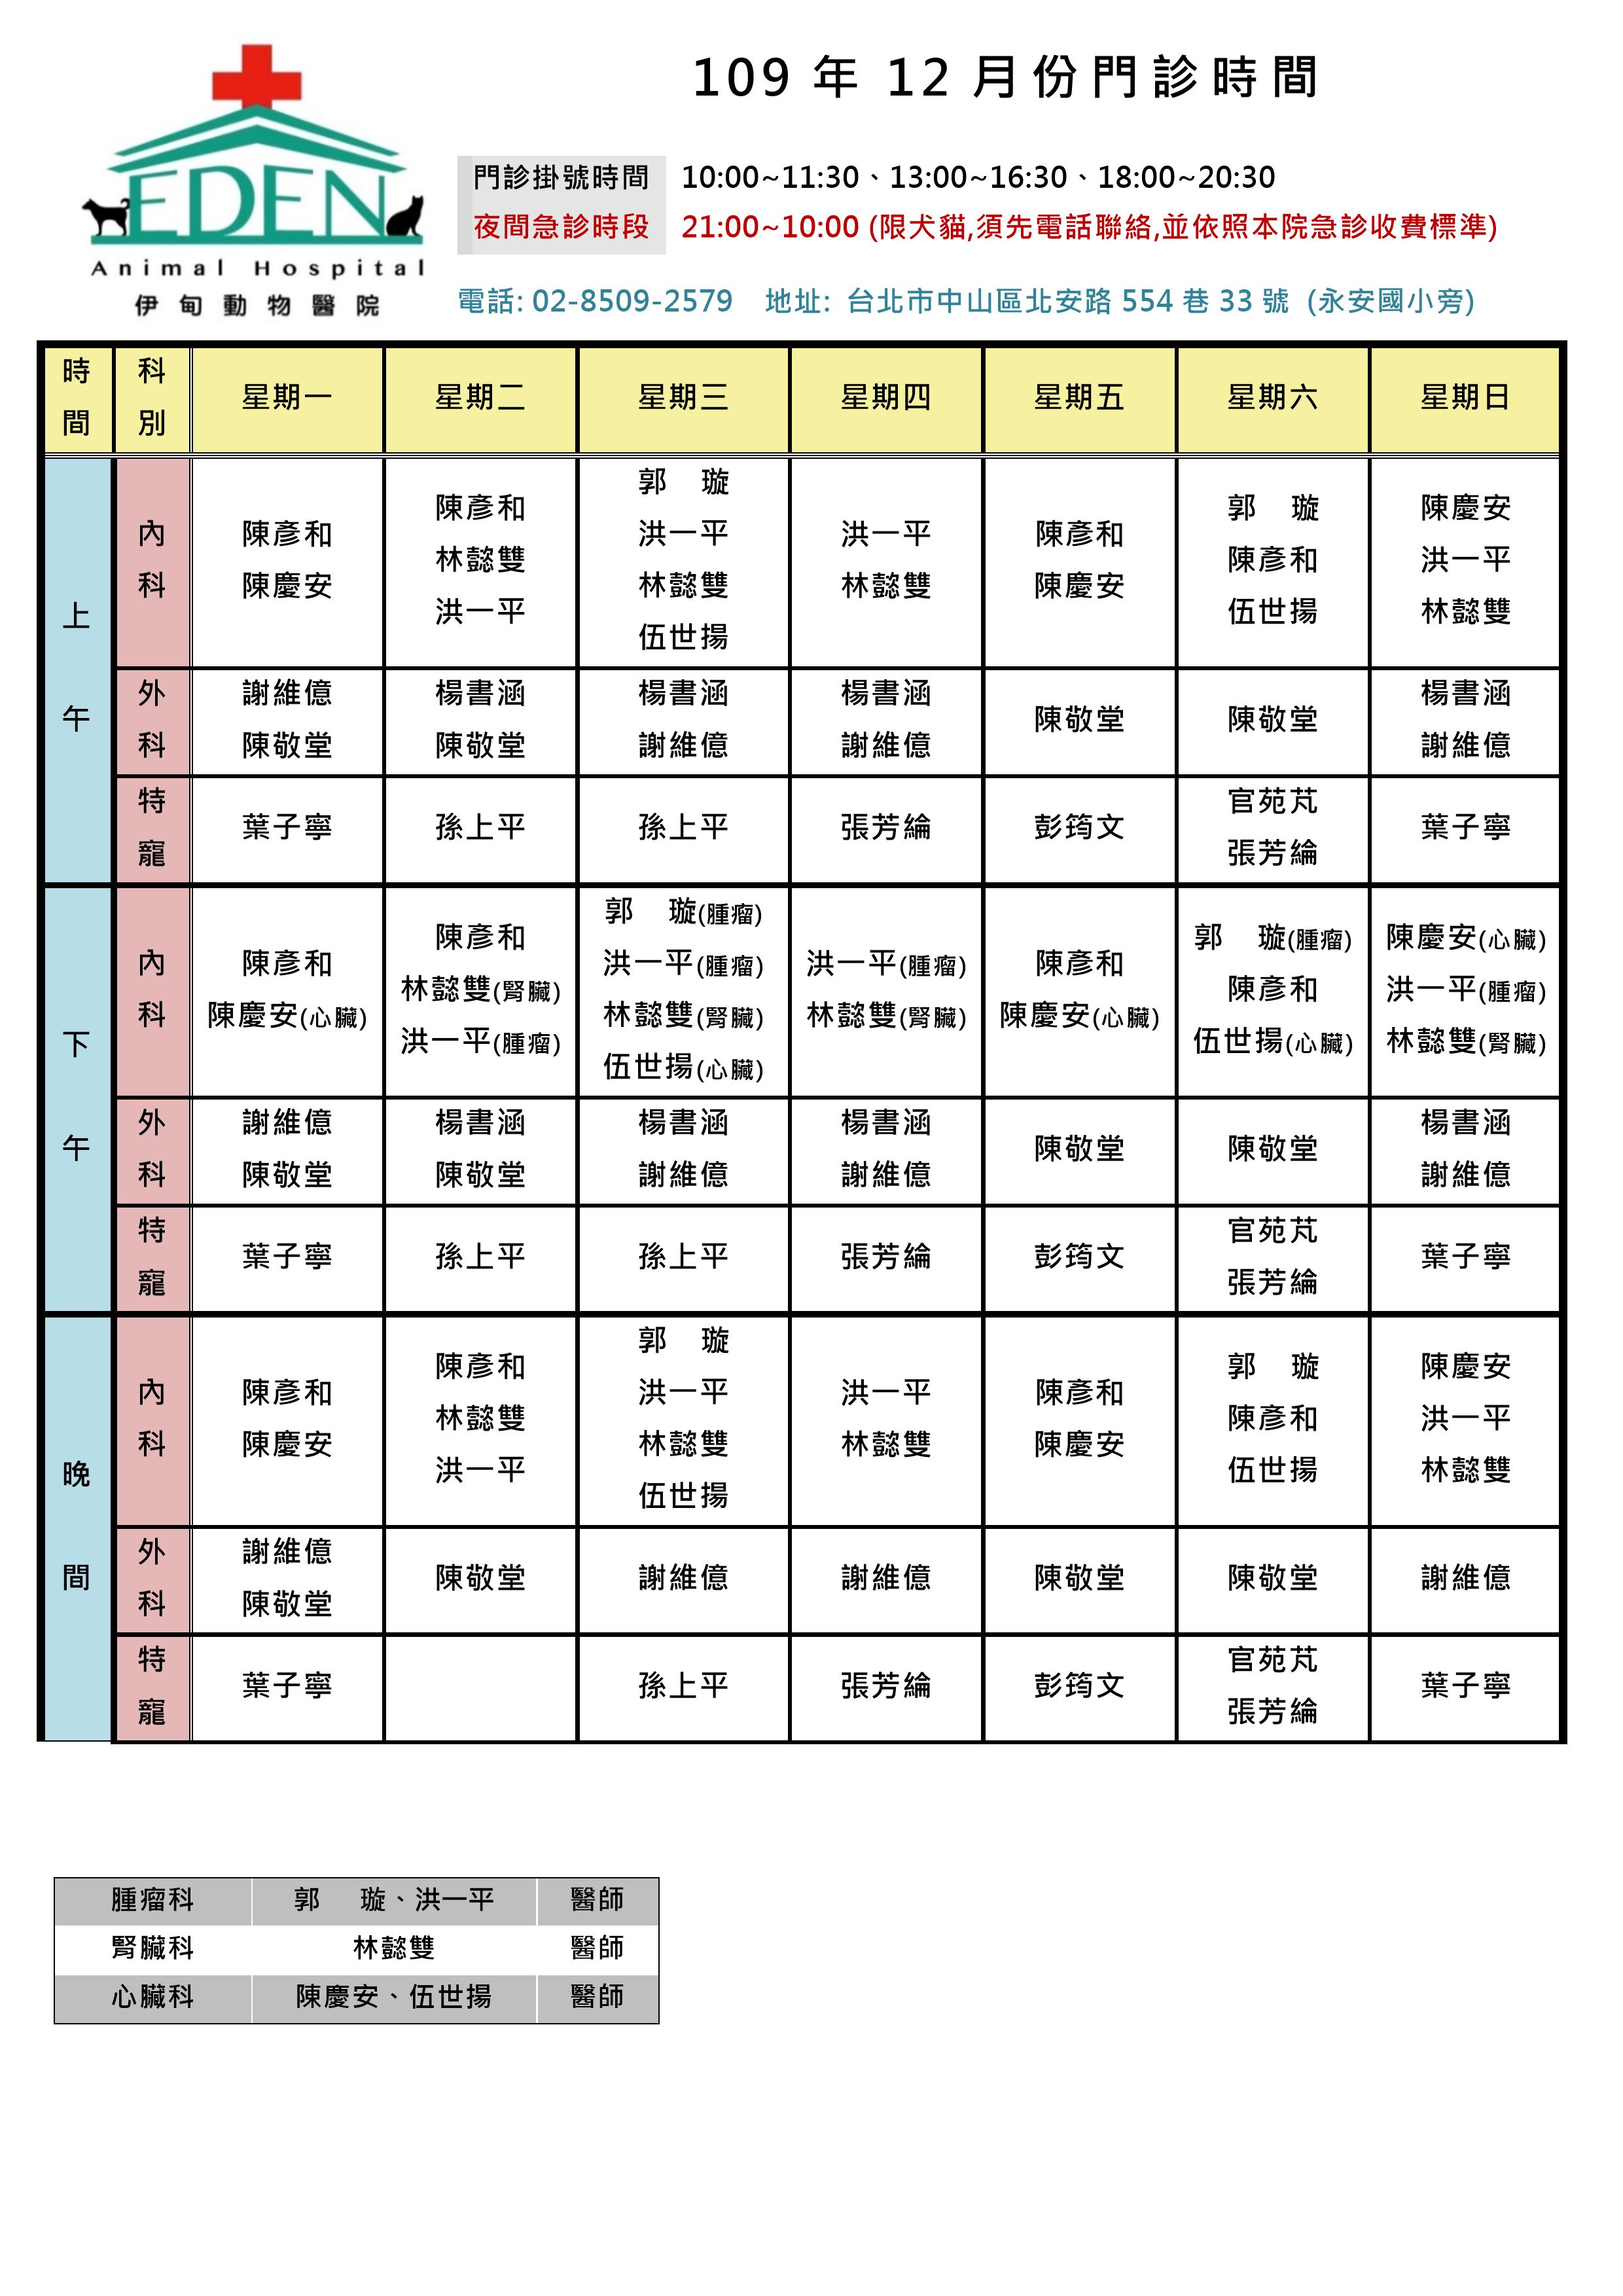 109 年 12 月份門診時間
門診掛號時間 10:00~11:30、13:00~16:30、18:00~20:30
夜間急診時段 21:00~10:00 (限犬貓,須先電話聯絡,並依照本院急診收費標準)
EDEN
Animal Hospital
伊甸動物醫院
電話: 02-8509-2579 地址: 台北市中山區北安路 554 巷 33 號 (永安國小旁)
時間 科別 星期一 星期二 星期三 星期四 星期五 星期六 星期日
上午
內科
陳彥和
陳慶安
陳彥和
林懿雙
洪一平
郭 璇
洪一平
林懿雙
伍世揚
洪一平
林懿雙
陳彥和
陳慶安
郭 璇
陳彥和
伍世揚
陳慶安
洪一平
林懿雙
外科
謝維億
陳敬堂
楊書涵
陳敬堂
楊書涵
謝維億
楊書涵
謝維億
陳敬堂
陳敬堂
楊書涵
謝維億
特寵
葉子寧
孫上平
孫上平
張芳綸
彭筠文
官苑芃
張芳綸
葉子寧
下午
內科
陳彥和
陳慶安(心臟)
陳彥和
林懿雙(腎臟)
洪一平(腫瘤)
郭 璇(腫瘤)
洪一平(腫瘤)
林懿雙(腎臟)
伍世揚(心臟)
洪一平(腫瘤)
林懿雙(腎臟)
陳彥和
陳慶安(心臟)
郭 璇(腫瘤)
陳彥和
伍世揚(心臟)
陳慶安(心臟)
洪一平(腫瘤)
林懿雙(腎臟)
外科
謝維億
陳敬堂
楊書涵
陳敬堂
楊書涵
謝維億
楊書涵
謝維億
陳敬堂
陳敬堂
楊書涵
謝維億
特寵
葉子寧
孫上平
孫上平
張芳綸
彭筠文
官苑芃
張芳綸
葉子寧
晚間
內科
陳彥和
陳慶安
陳彥和
林懿雙
洪一平
郭 璇
洪一平
林懿雙
伍世揚
洪一平
林懿雙
陳彥和
陳慶安
郭 璇
陳彥和
伍世揚
陳慶安
洪一平
林懿雙
外科
謝維億
陳敬堂
陳敬堂
謝維億
謝維億
陳敬堂
陳敬堂
謝維億
特寵
葉子寧
孫上平
張芳綸
彭筠文
官苑芃
張芳綸
葉子寧
腫瘤科 郭 璇、洪一平 醫師
腎臟科 林懿雙 醫師
心臟科 陳慶安、伍世揚 醫師